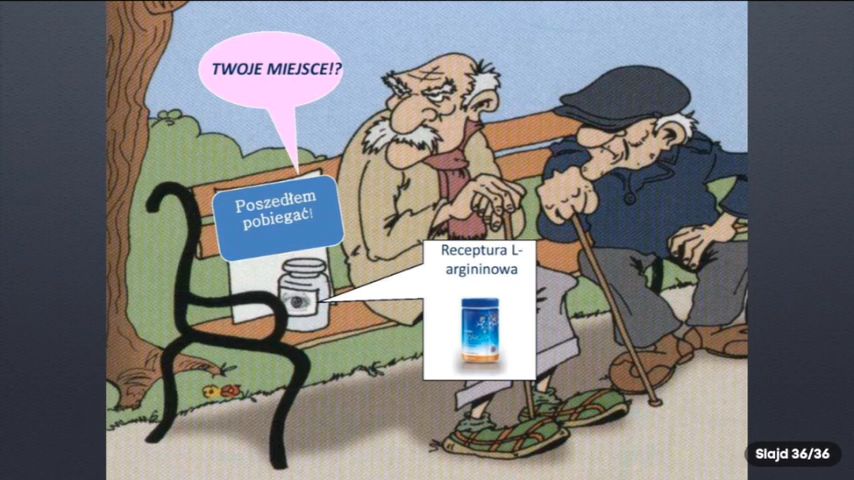 TWOJE MIEJSCE!?
Poszedłem
pobiegać!
Receptura L-
argininowa
Slajd 36/36